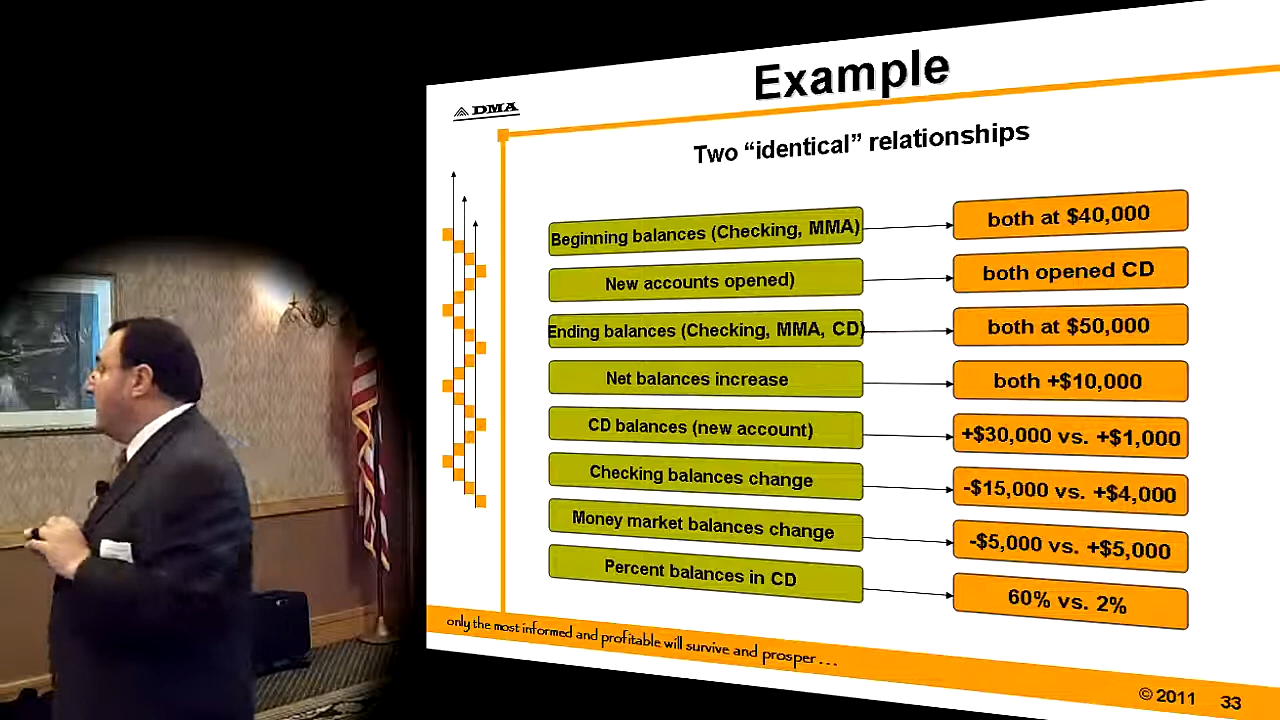 Example
DMA
Two “identical” relationships
Beginning balances (Checking, MMA)
both at $40,000
New accounts opened)
both opened CD
Ending balances (Checking, MMA, CD)
both at $50,000
Net balances increase
both +$10,000
CD balances (new account)
+$30,000 vs. +$1,000
Checking balances change
-$15,000 vs. +$4,000
Money market balances change
-$5,000 vs. +$5,000
Percent balances in CD
60% vs. 2%
only the most informed and profitable will survive and prosper . . .
© 2011 33